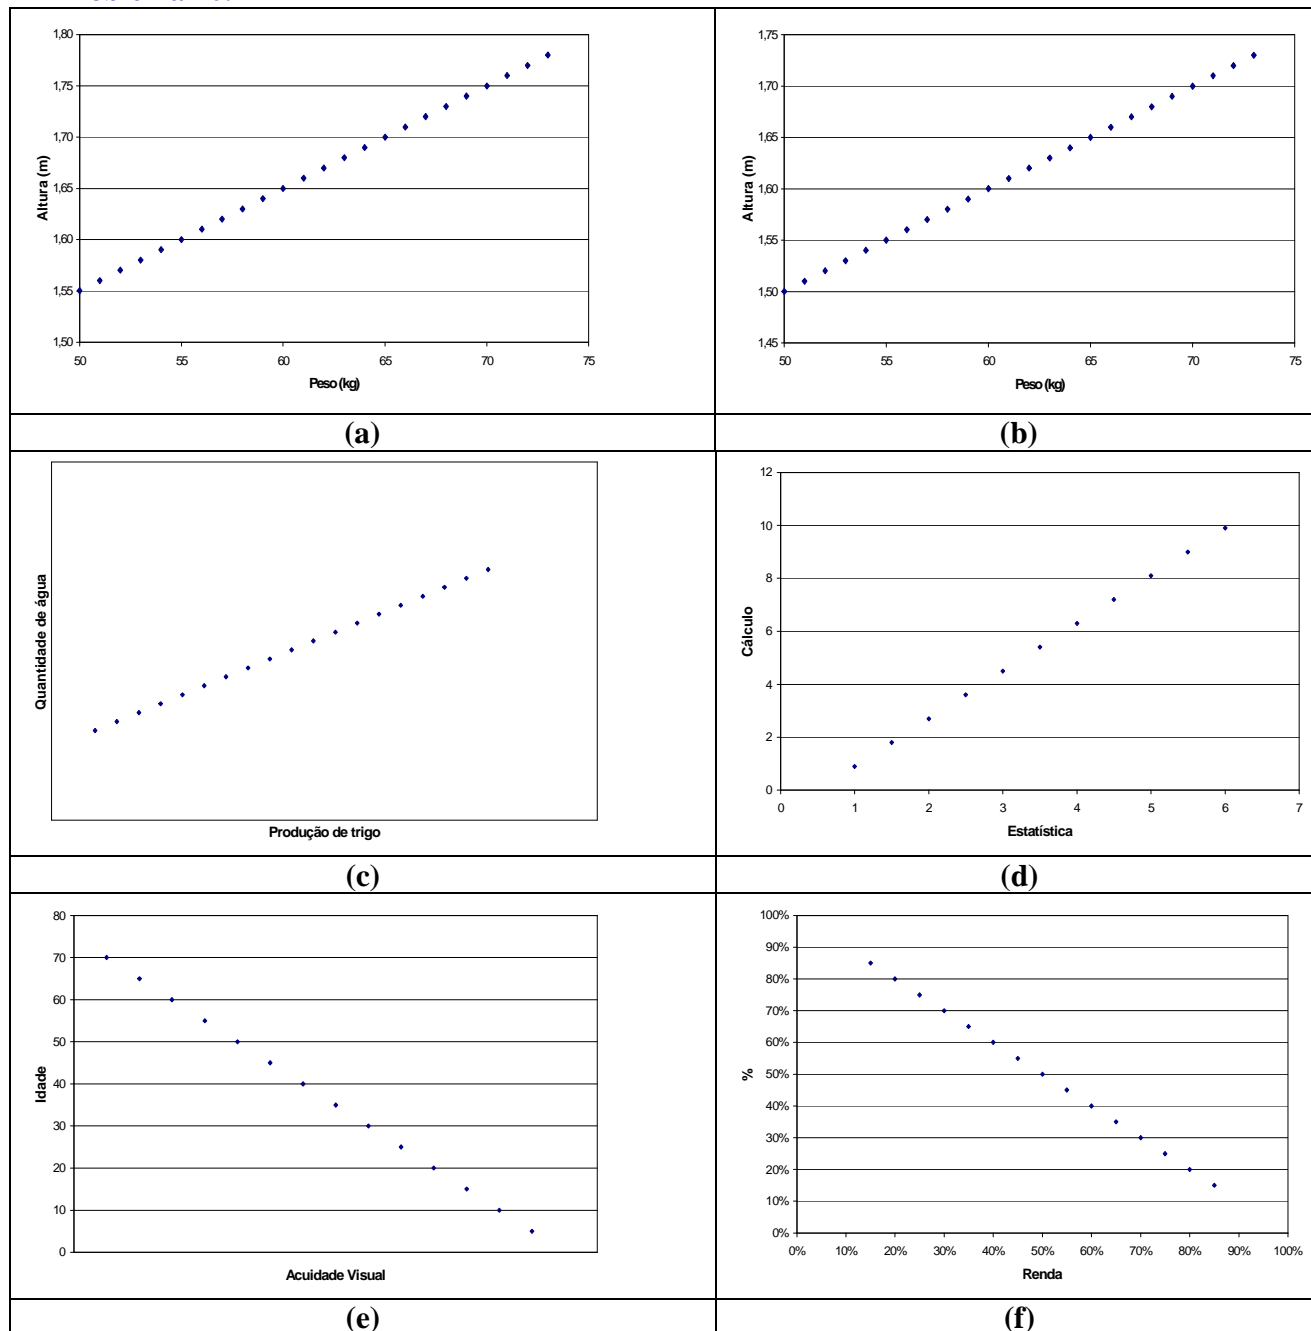 1,80
1,75
1,70
1,65
1,60
1,55
1,50
50 55 60 65 70 75
Altura (m)
Peso (kg)
1,75
1,70
1,65
1,60
1,55
1,50
1,45
50 55 60 65 70 75
Altura (m)
Peso (kg)
(a) (b)
Quantidade de água
Produção de trigo
12
10
8
6
4
2
0
0 1 2 3 4 5 6 7
Cálculo
Estatística
(c) (d)
80
70
60
50
40
30
20
10
0
Idade
Acuidade Visual
100%
90%
80%
70%
60%
50%
40%
30%
20%
10%
0%
0% 10% 20% 30% 40% 50% 60% 70% 80% 90% 100%
%
Renda
(e) (f)